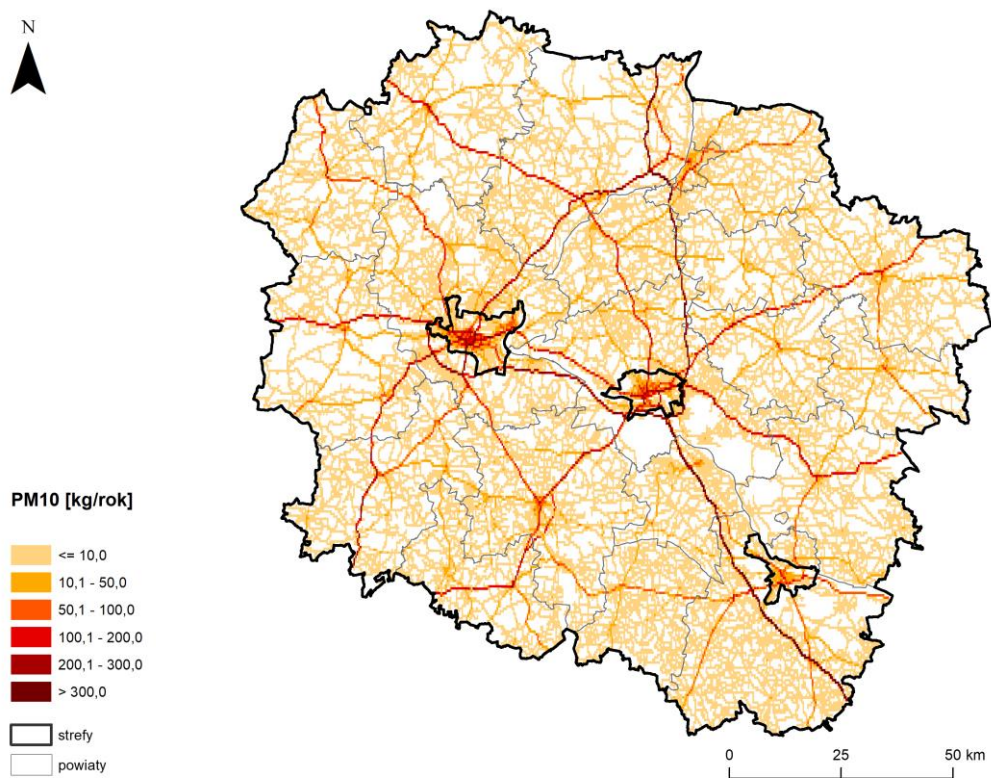 N
PM10 [kg/rok]
<= 10,0
10,1 - 50,0
50,1 - 100,0
100,1 - 200,0
200,1 - 300,0
> 300,0
strefy
powiaty
0 25 50 km